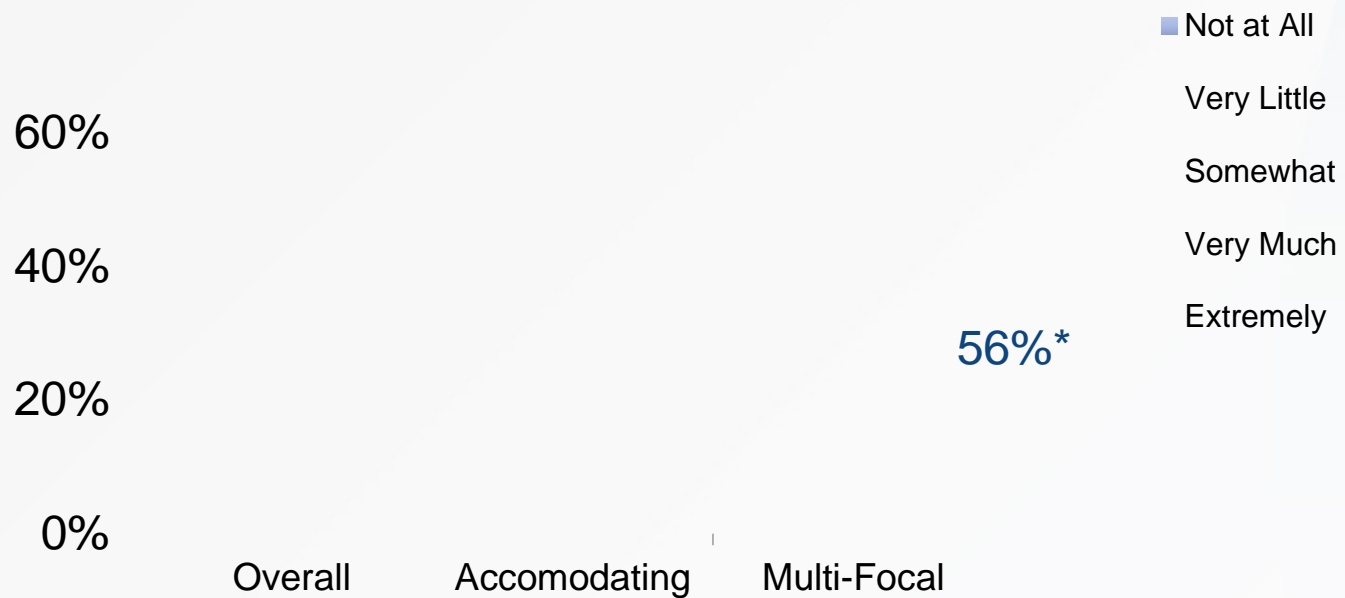 Not at All
Very Little
Somewhat
Very Much
Extremely
60%
40%
20%
0%
56%*
Overall
Accomodating
Multi-Focal